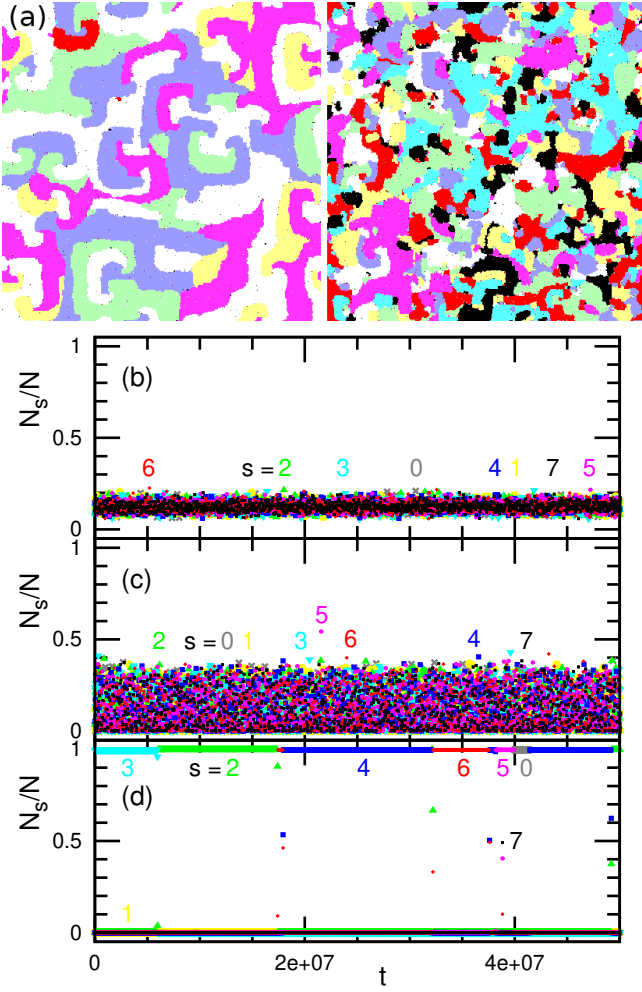 (a)
1
(b)
N_s/N
0.5
6 s = 2 3 0 4 1 7 5
0
1
(c)
N_s/N
5
0.5
2 s = 0 1 3 6 4 7
0
1
3 s = 2 4 6 5 0
(d)
N_s/N
0.5
7
1
0
0 2e+07 4e+07
t